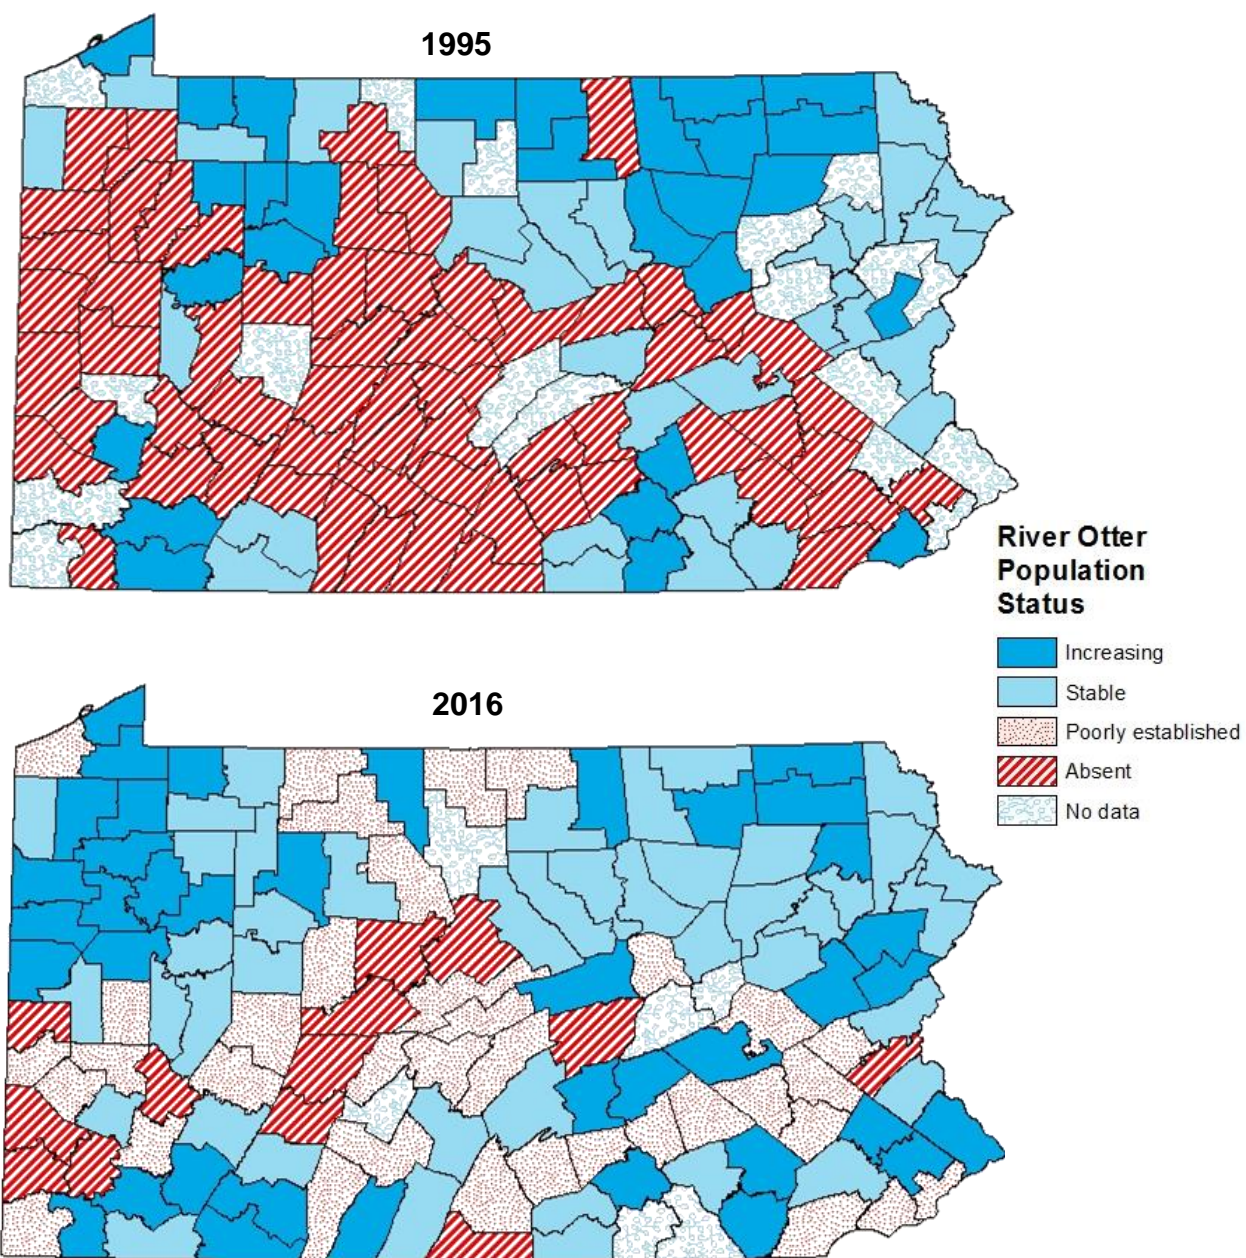 1995
River Otter
Population
Status
Increasing
Stable
Poorly established
Absent
No data
2016